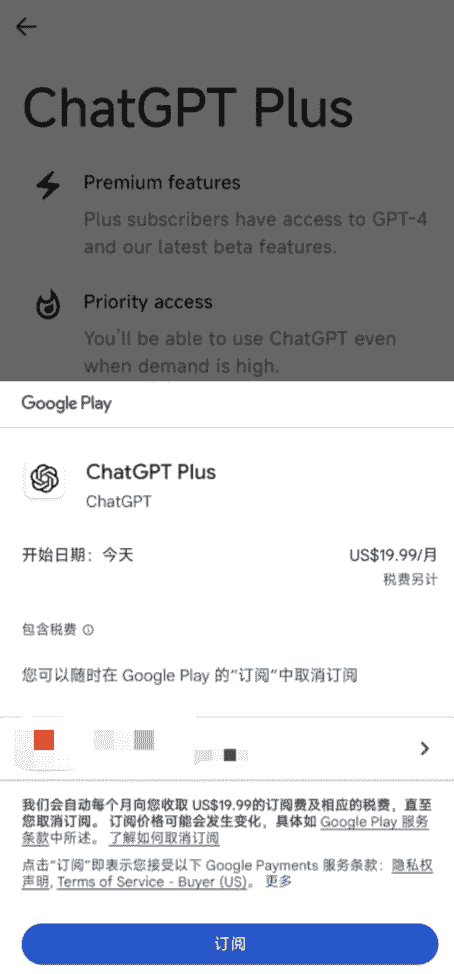 ChatGPT Plus
Premium features
Plus subscribers have access to GPT-4
and our latest beta features.
Priority access
You'll be able to use ChatGPT even
when demand is high.
Google Play
ChatGPT Plus
ChatGPT
开始日期：今天 US$19.99/月
税费另计
包含税费
您可以随时在 Google Play 的“订阅”中取消订阅
我们会自动每个月向您收取 US$19.99的订阅费及相应的税费，直至
您取消订阅。 订阅价格可能会发生变化，具体如 Google Play 服务
条款中所述。 了解如何取消订阅
点击“订阅”即表示您接受以下 Google Payments 服务条款：隐私权
声明, Terms of Service - Buyer (US)。 更多
订阅